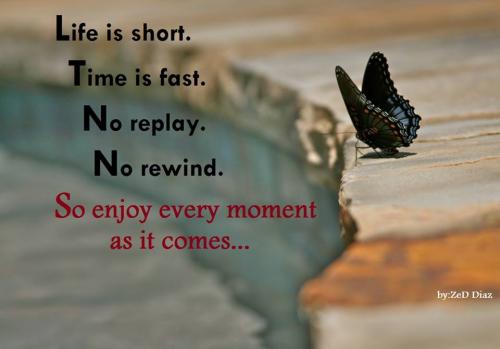 Life is short.
Time is fast.
No replay.
No rewind.
So enjoy every moment
as it comes...
by:ZeD Diaz